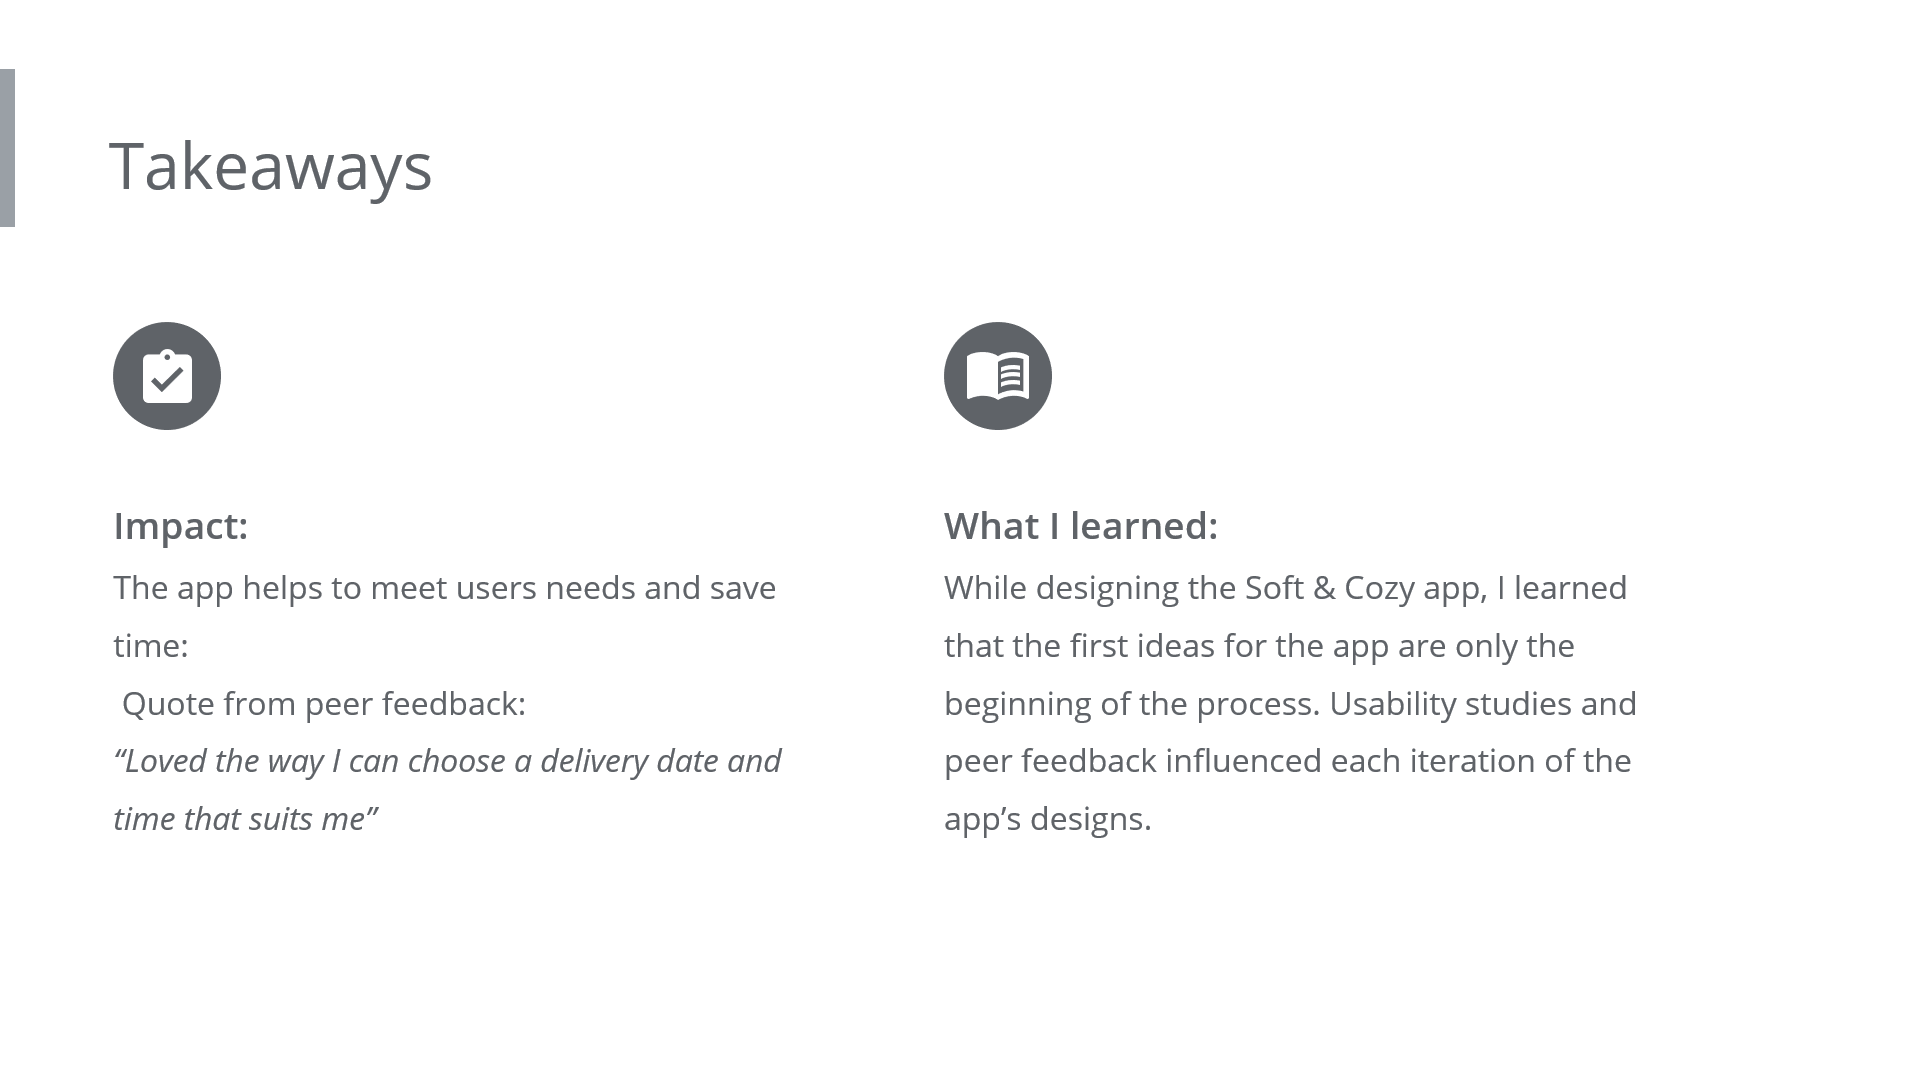 Takeaways
Impact:
The app helps to meet users needs and save
time:
Quote from peer feedback:
“Loved the way I can choose a delivery date and
time that suits me”
What I learned:
While designing the Soft & Cozy app, I learned
that the first ideas for the app are only the
beginning of the process. Usability studies and
peer feedback influenced each iteration of the
app’s designs.